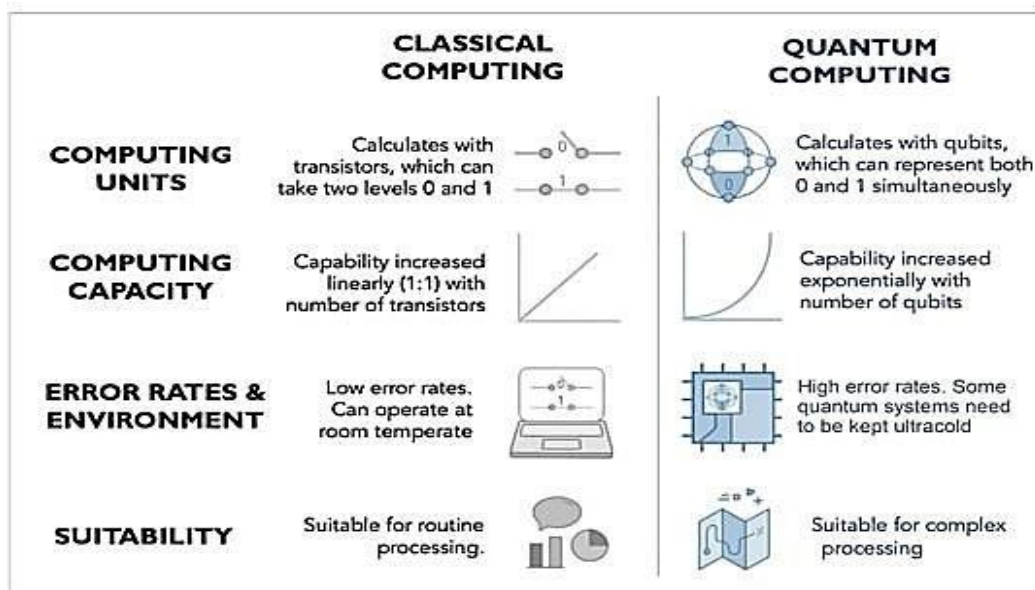 CLASSICAL
COMPUTING
QUANTUM
COMPUTING
COMPUTING
UNITS
Calculates with
transistors, which can
take two levels 0 and 1
0
1
1
0
Calculates with qubits,
which can represent both
0 and 1 simultaneously
COMPUTING
CAPACITY
Capability increased
linearly (1:1) with
number of transistors
Capability increased
exponentially with
number of qubits
ERROR RATES &
ENVIRONMENT
Low error rates.
Can operate at
room temperate
0
1
High error rates. Some
quantum systems need
to be kept ultracold
SUITABILITY
Suitable for routine
processing.
Suitable for complex
processing